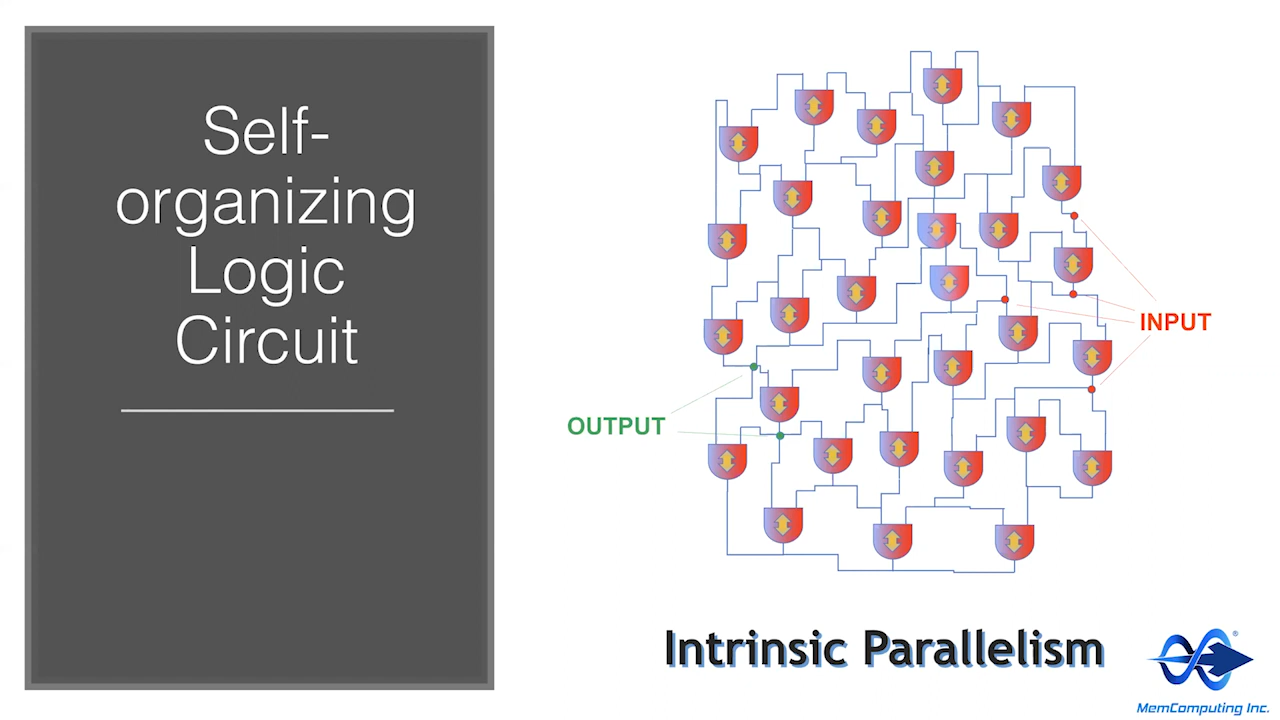 Self-
organizing
Logic
Circuit
INPUT
OUTPUT
Intrinsic Parallelism
®
MemComputing Inc.